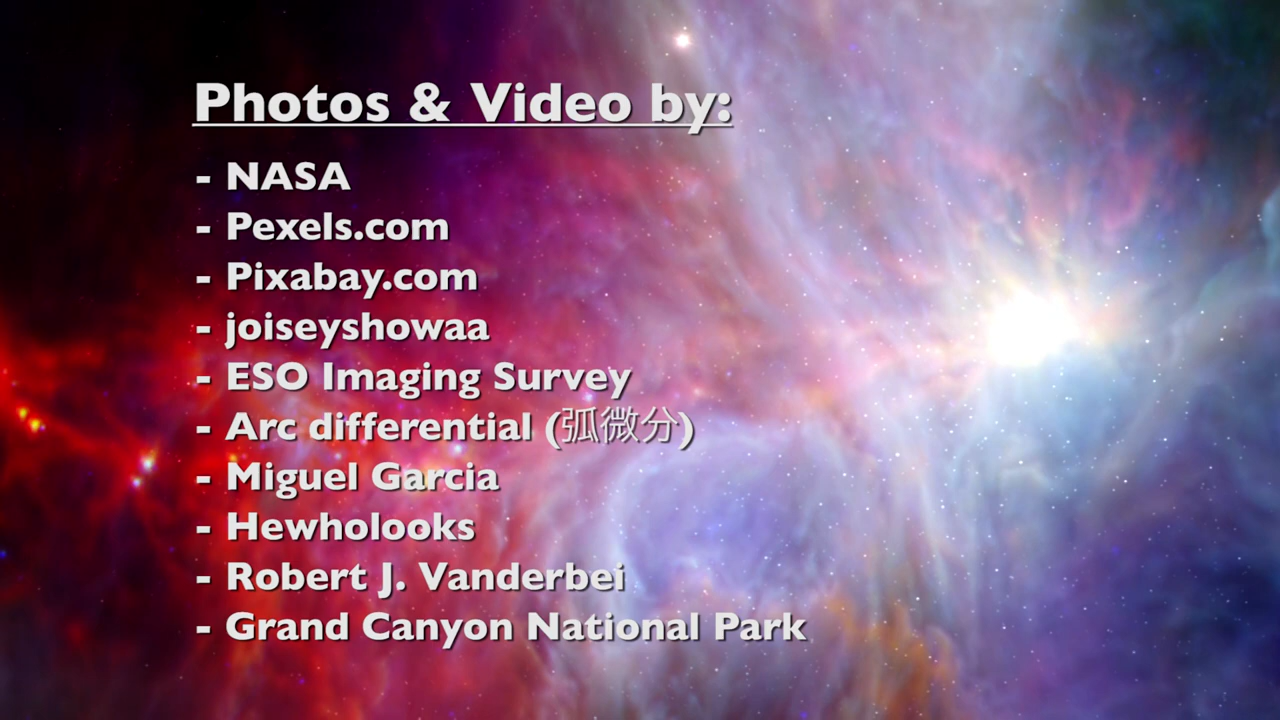 Photos & Video by:
- NASA
- Pexels.com
- Pixabay.com
- joiseyshowaa
- ESO Imaging Survey
- Arc differential (弧微分)
- Miguel Garcia
- Hewholooks
- Robert J. Vanderbei
- Grand Canyon National Park